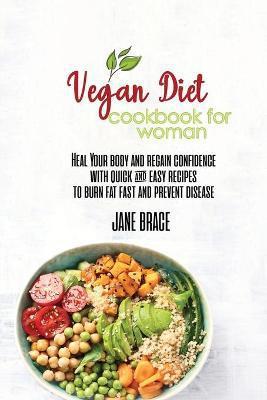 Vegan Diet
cookbook for
woman
Heal Your body and regain confidence
with quick & easy recipes
to burn fat fast and prevent disease
Jane Brace